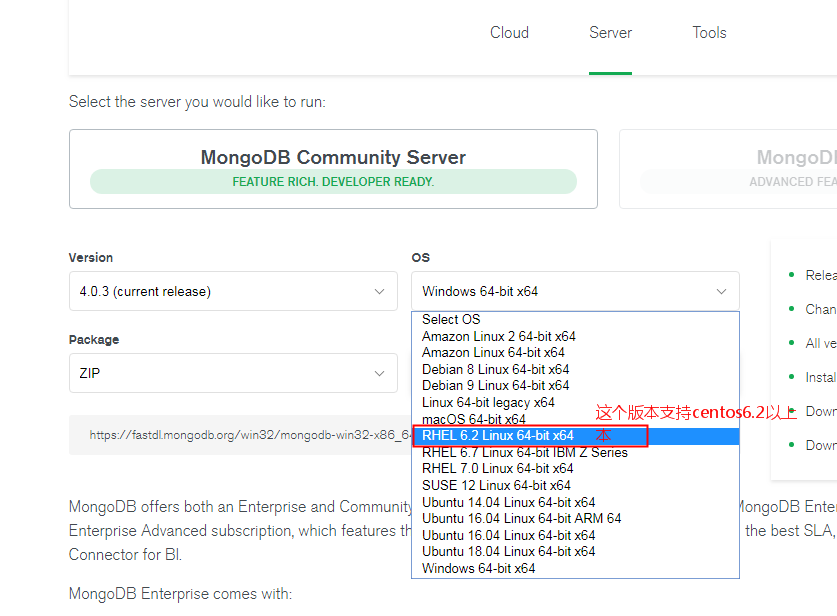 Cloud Server Tools
Select the server you would like to run:
MongoDB Community Server
FEATURE RICH. DEVELOPER READY.
MongoD
ADVANCED FEA
Version
4.0.3 (current release)
OS
Windows 64-bit x64
Package
ZIP
Select OS
Amazon Linux 2 64-bit x64
Amazon Linux 64-bit x64
Debian 8 Linux 64-bit x64
Debian 9 Linux 64-bit x64
Linux 64-bit legacy x64
macOS 64-bit x64
RHEL 6.2 Linux 64-bit x64
RHEL 6.7 Linux 64-bit IBM Z Series
RHEL 7.0 Linux 64-bit x64
SUSE 12 Linux 64-bit x64
Ubuntu 14.04 Linux 64-bit x64
Ubuntu 16.04 Linux 64-bit ARM 64
Ubuntu 16.04 Linux 64-bit x64
Ubuntu 18.04 Linux 64-bit x64
Windows 64-bit x64
这个版本支持centos6.2以上
本
Relea
Chan
All ve
Instal
Down
Down
https://fastdl.mongodb.org/win32/mongodb-win32-x86_64
MongoDB offers both an Enterprise and Community MongoDB Enter
Enterprise Advanced subscription, which features th the best SLA,
Connector for BI.
MongoDB Enterprise comes with: